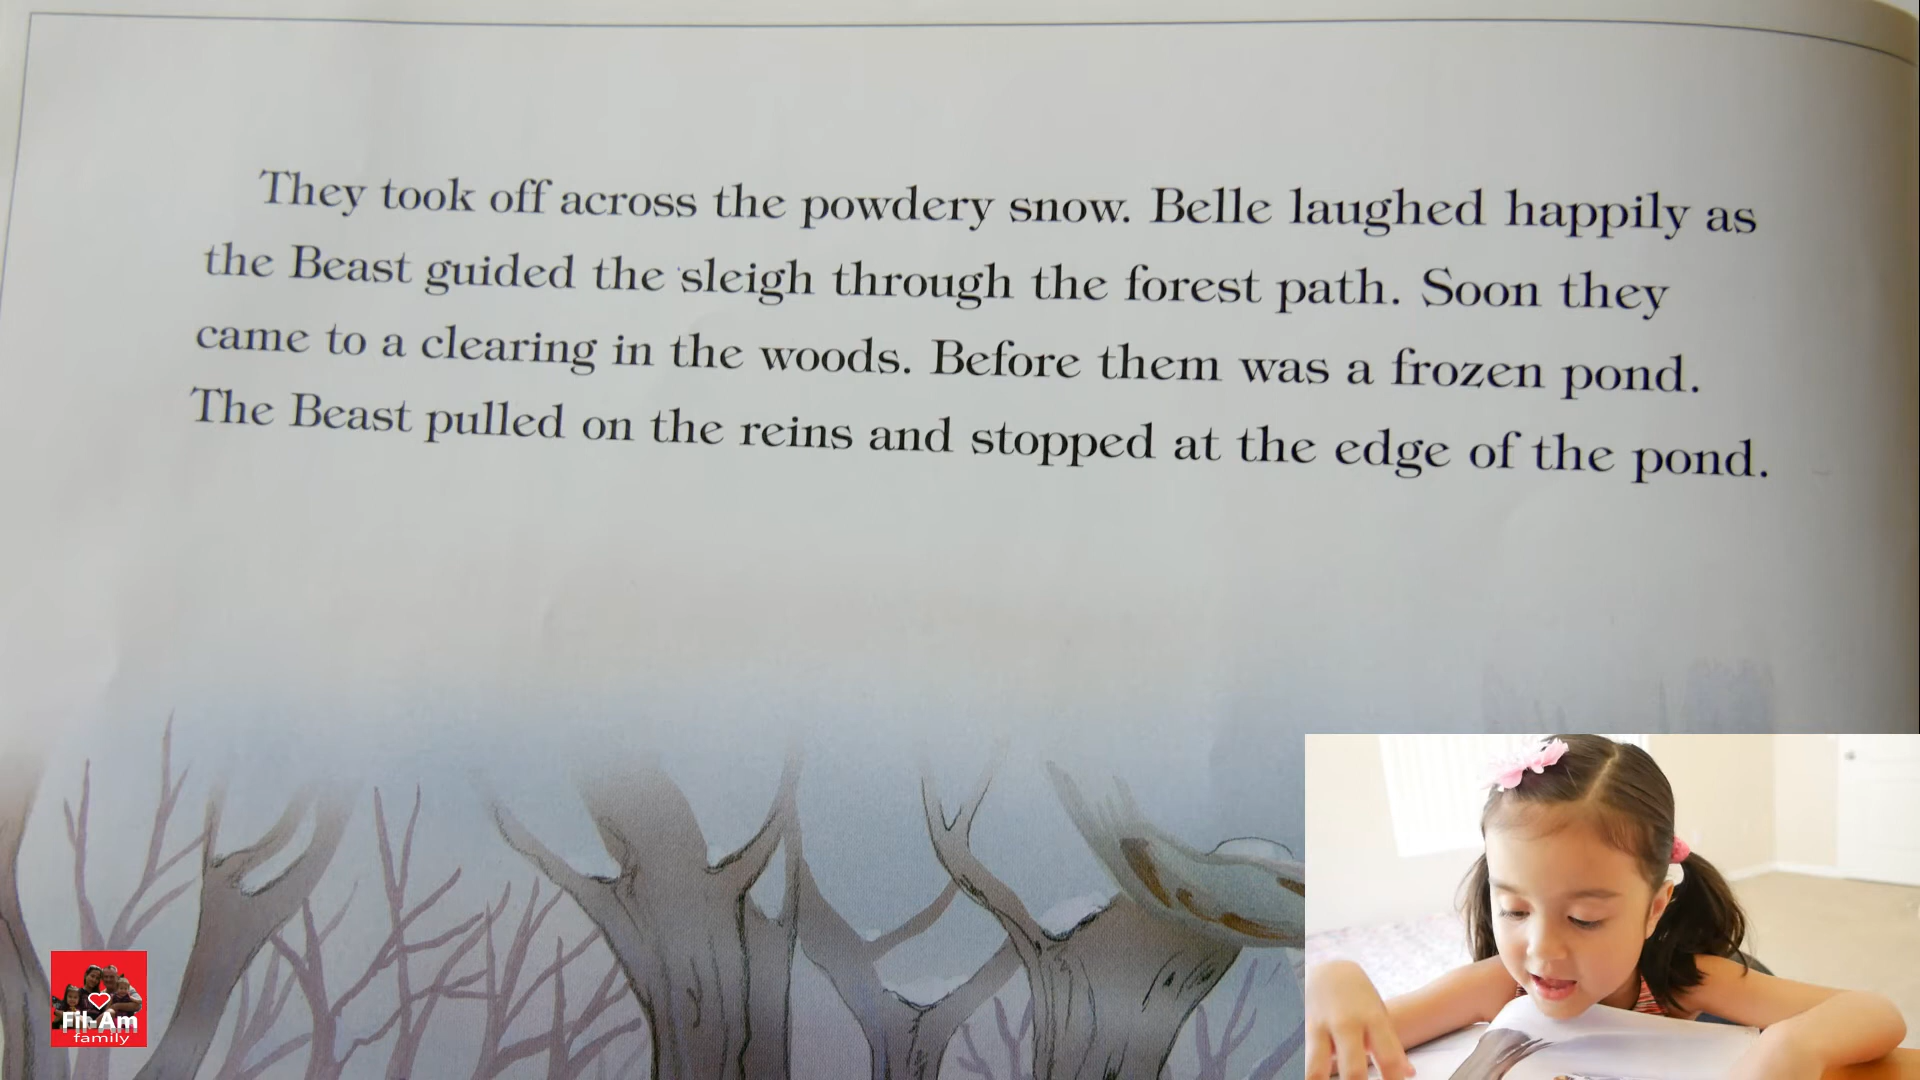 They took off across the powdery snow. Belle laughed happily as
the Beast guided the sleigh through the forest path. Soon they
came to a clearing in the woods. Before them was a frozen pond.
The Beast pulled on the reins and stopped at the edge of the pond.
Fil-Am
family